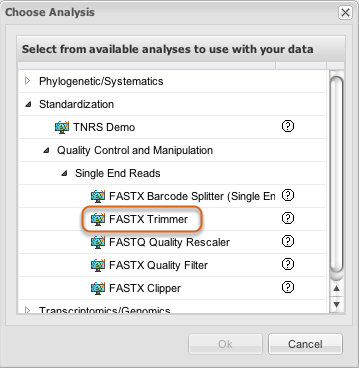 Choose Analysis
Select from available analyses to use with your data
Phylogenetic/Systematics
Standardization
TNRS Demo
Quality Control and Manipulation
Single End Reads
FASTX Barcode Splitter (Single En
FASTX Trimmer
FASTQ Quality Rescaler
FASTX Quality Filter
FASTX Clipper
Transcriptomics/Genomics
Ok
Cancel